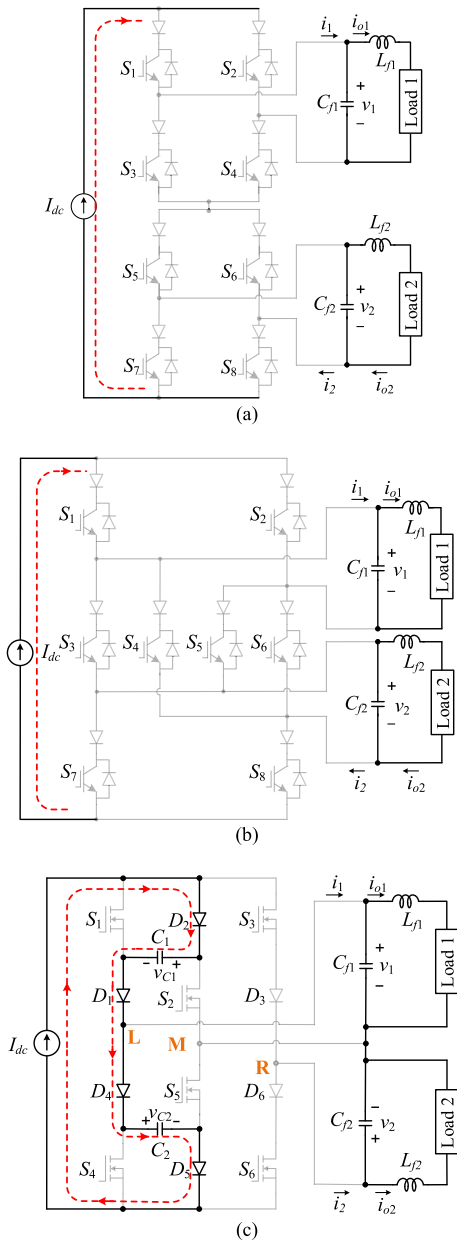 i1 io1
S1 S2 Lf1
Cf1 + v1 − Load 1
S3 S4
Idc
Lf2
S5 S6
Cf2 + v2 − Load 2
S7 S8
i2 io2
(a)
i1 io1
S1 S2 Lf1
Cf1 + v1 − Load 1
S3 Idc S4 S5 S6
Lf2
Cf2 + v2 − Load 2
S7 S8
i2 io2
(b)
i1 io1
S1 D2 S3 Lf1
C1
− +
vC1
Cf1 + v1 − Load 1
D1 S2 D3
L M
Idc R
D4 S5 D6
vC2
+ −
C2
Cf2 − v2 + Load 2
S4 D5 S6 Lf2
i2 io2
(c)